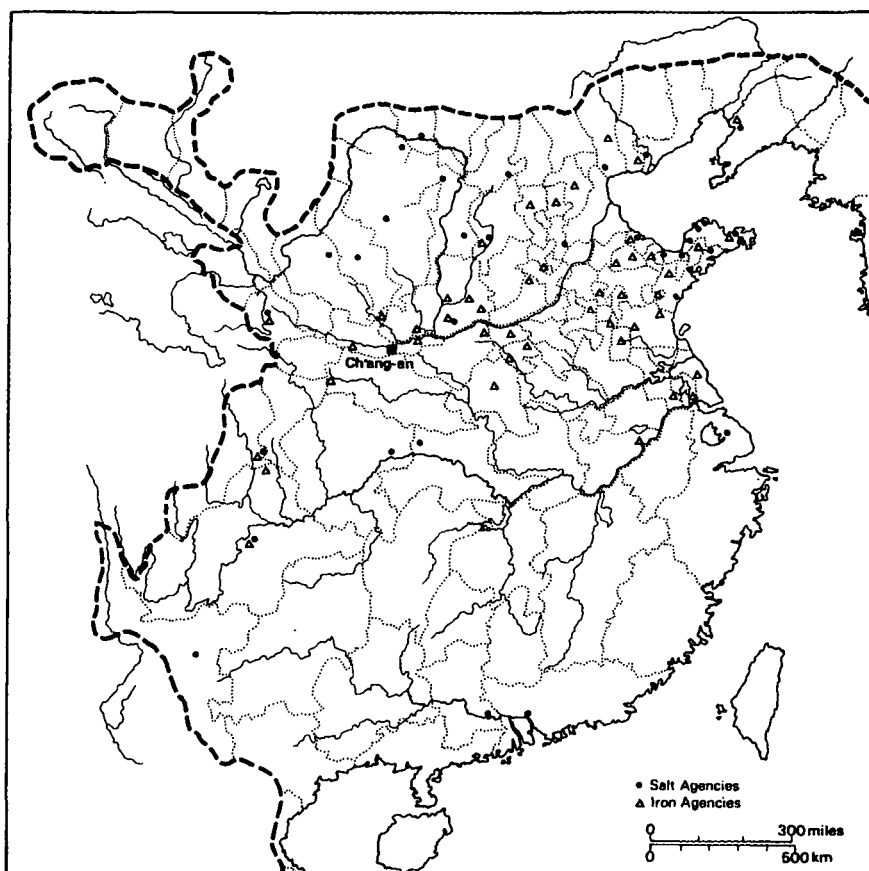 Ch'ang-an
Salt Agencies
Iron Agencies
0 300 miles
0 500 km